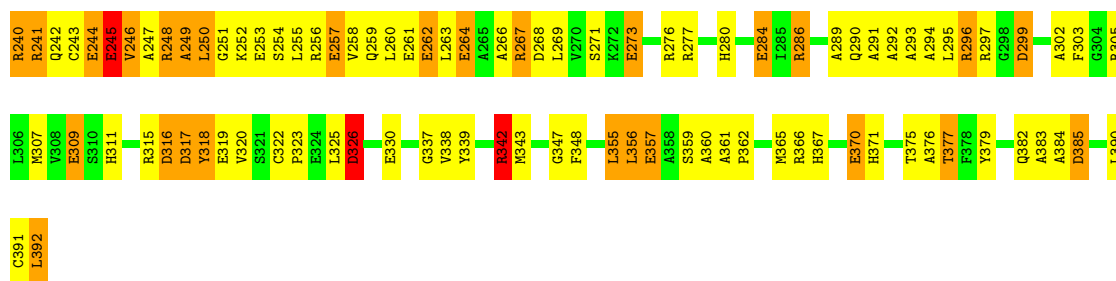 R240 R241 Q242 C243 E244 E245 V246 A247 R248 A249 L250 G251 K252 E253 S254 L255 R256 E257 V258 Q259 L260 E261 E262 L263 E264 A265 A266 R267 D268 L269 V270 S271 K272 E273 R276 R277 H280 E284 I285 R286 A289 Q290 A291 A292 A293 A294 L295 R296 R297 G298 D299 A302 F303 G304
L306 M307 V308 E309 S310 H311 R315 D316 D317 Y318 E319 V320 S321 C322 P323 E324 L325 D326 E330 G337 V338 Y339 R342 M343 G347 F348 L355 L356 E357 A358 S359 A360 A361 P362 M365 R366 H367 E370 H371 T375 A376 T377 F378 Y379 Q382 A383 A384 D385
C391 L392